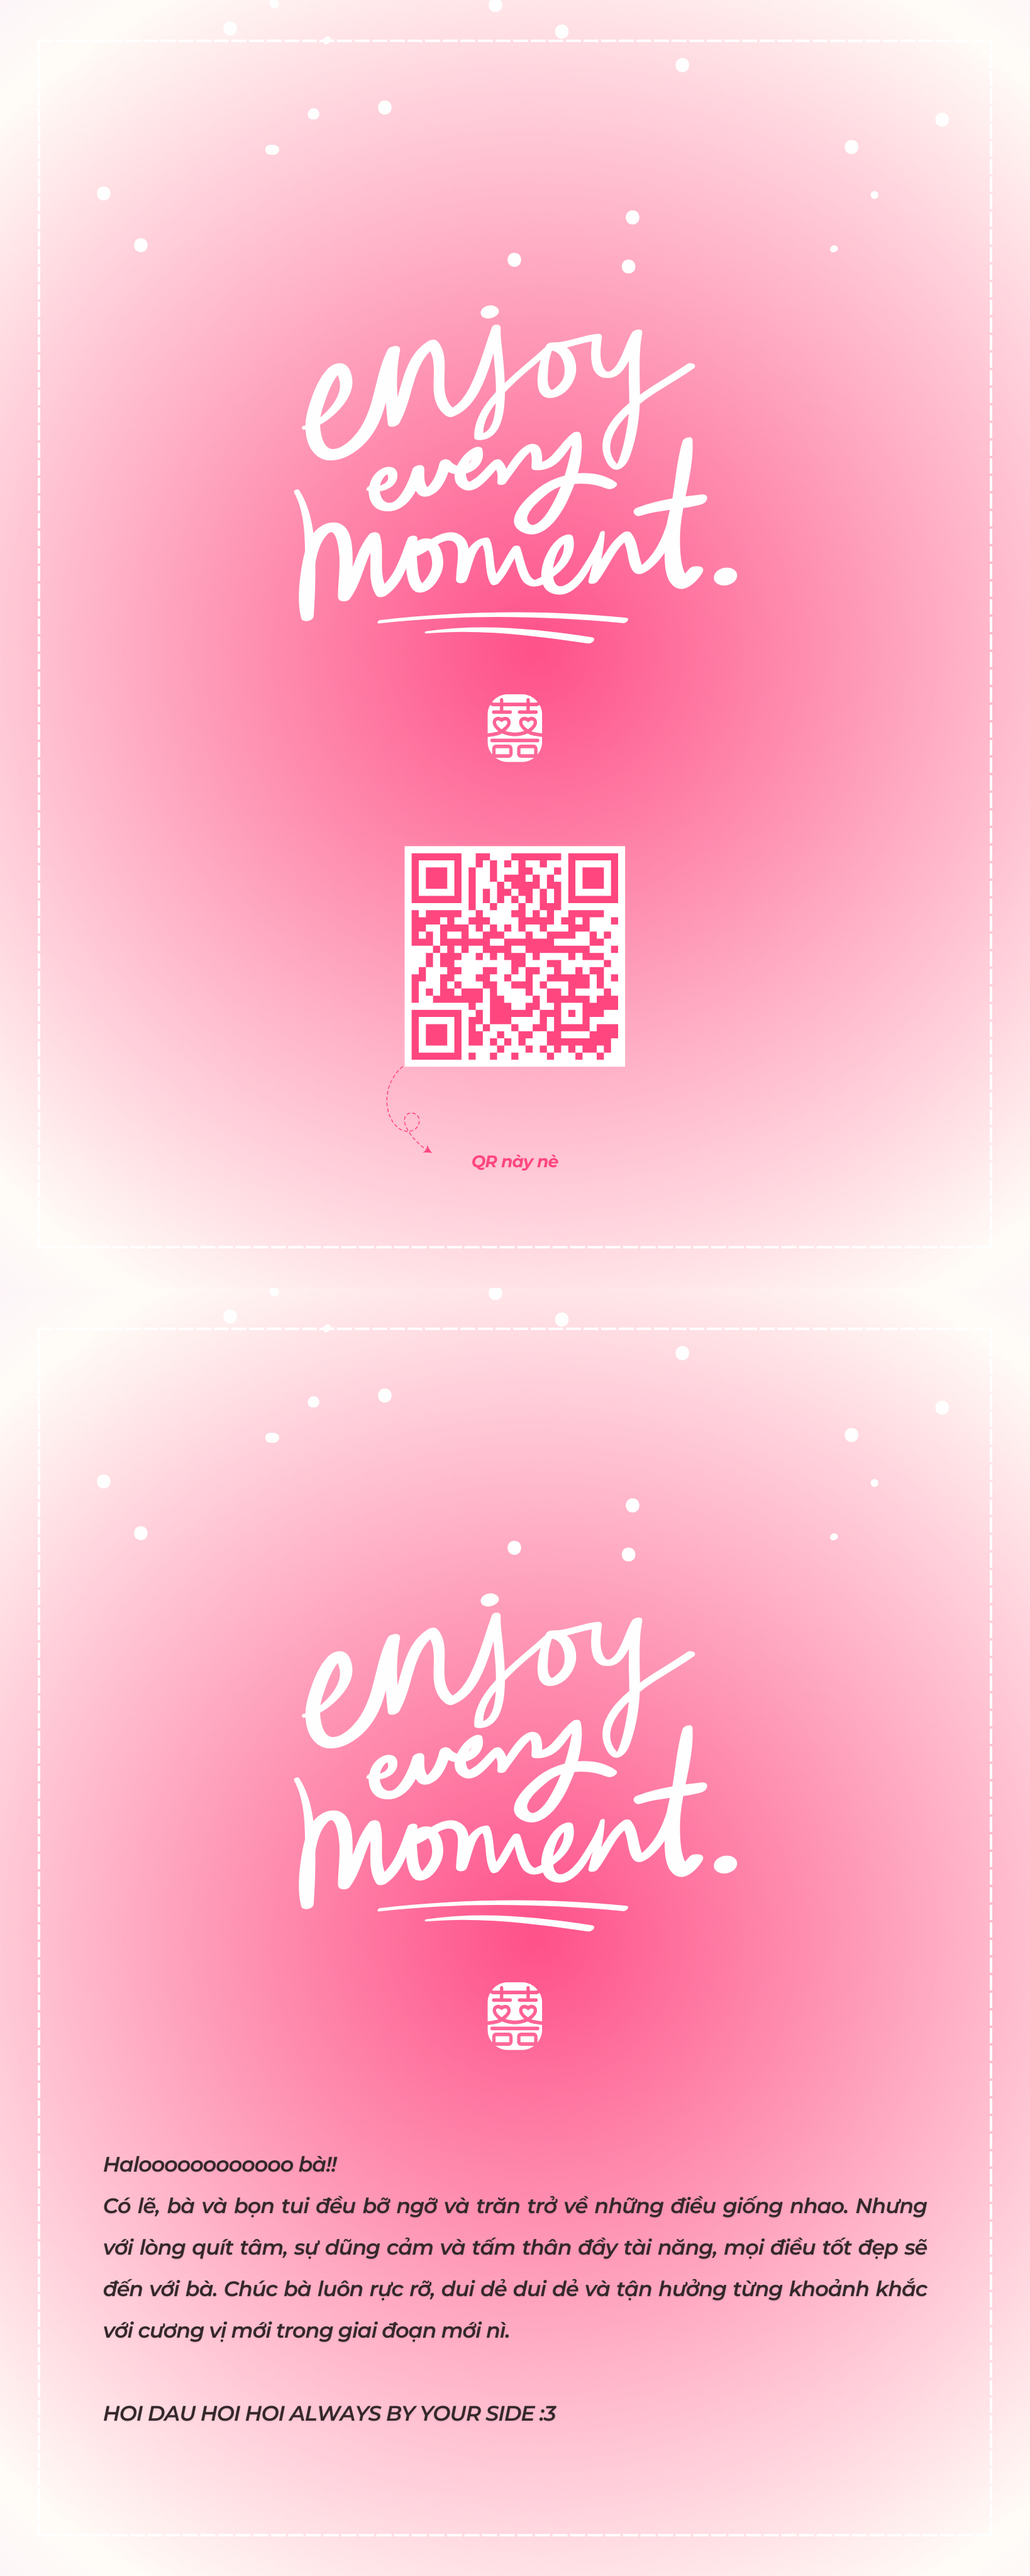 enjoy
every
moment.
囍
QR này nè
enjoy
every
moment.
囍
Halooooooooooooo bà!!
Có lẽ, bà và bọn tui đều bỡ ngỡ và trăn trở về những điều giống nhao. Nhưng
với lòng quít tâm, sự dũng cảm và tấm thân đầy tài năng, mọi điều tốt đẹp sẽ
đến với bà. Chúc bà luôn rực rỡ, dui dẻ dui dẻ và tận hưởng từng khoảnh khắc
với cương vị mới trong giai đoạn mới nì.
HOI DAU HOI HOI ALWAYS BY YOUR SIDE :3